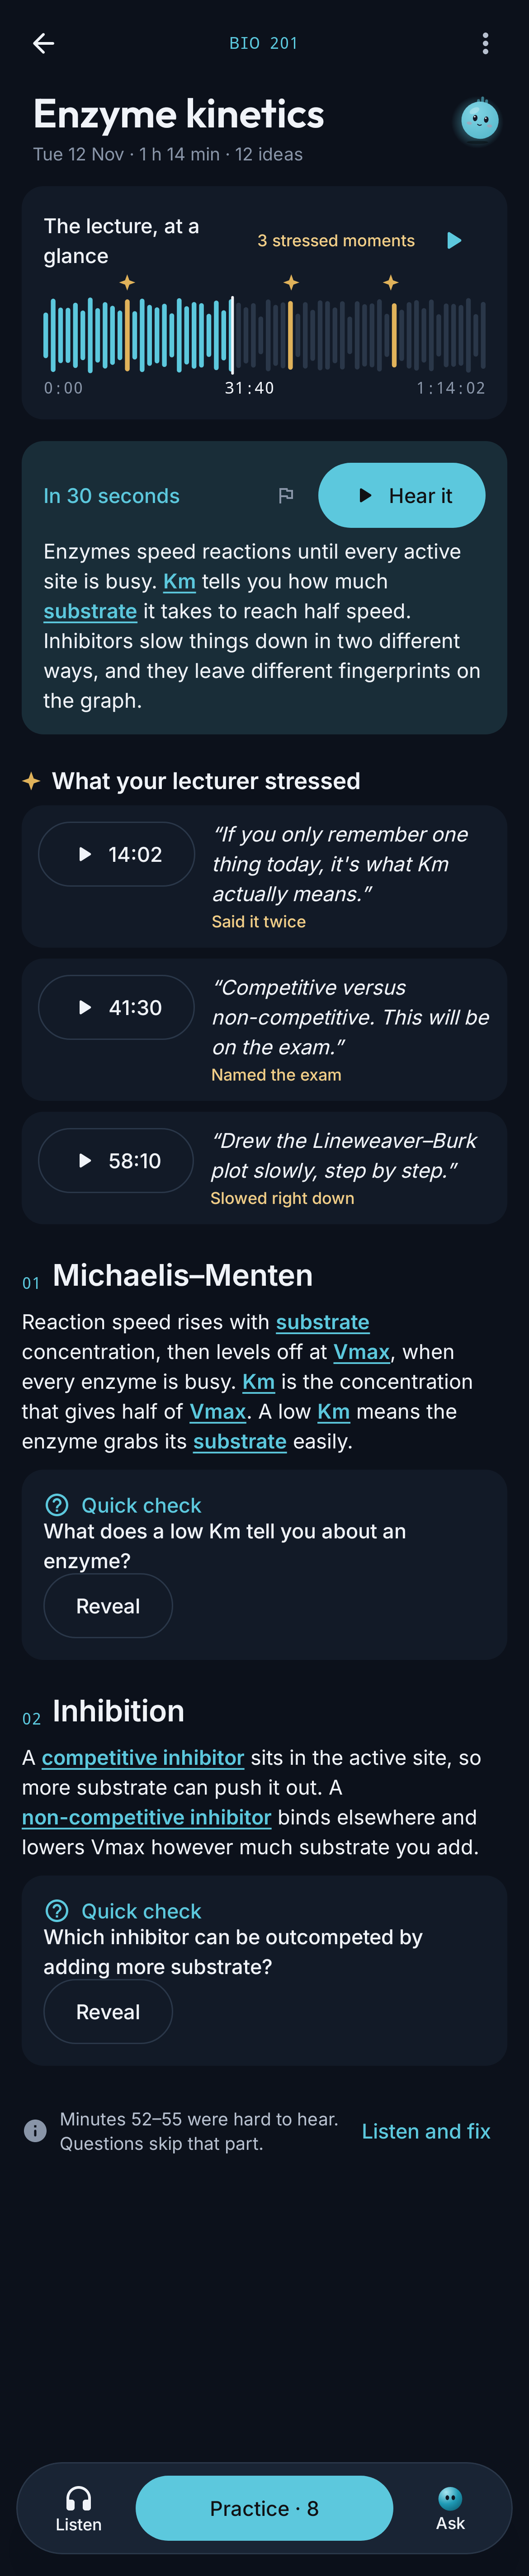 BIO 201
Enzyme kinetics
Tue 12 Nov · 1 h 14 min · 12 ideas
The lecture, at a
glance
3 stressed moments
0:00
31:40
1:14:02
In 30 seconds
Hear it
Enzymes speed reactions until every active
site is busy. Km tells you how much
substrate it takes to reach half speed.
Inhibitors slow things down in two different
ways, and they leave different fingerprints on
the graph.
What your lecturer stressed
14:02
“If you only remember one
thing today, it's what Km
actually means.”
Said it twice
41:30
“Competitive versus
non-competitive. This will be
on the exam.”
Named the exam
58:10
“Drew the Lineweaver–Burk
plot slowly, step by step.”
Slowed right down
01 Michaelis–Menten
Reaction speed rises with substrate
concentration, then levels off at Vmax, when
every enzyme is busy. Km is the concentration
that gives half of Vmax. A low Km means the
enzyme grabs its substrate easily.
Quick check
What does a low Km tell you about an
enzyme?
Reveal
02 Inhibition
A competitive inhibitor sits in the active site, so
more substrate can push it out. A
non-competitive inhibitor binds elsewhere and
lowers Vmax however much substrate you add.
Quick check
Which inhibitor can be outcompeted by
adding more substrate?
Reveal
Minutes 52–55 were hard to hear.
Questions skip that part.
Listen and fix
Listen
Practice · 8
Ask